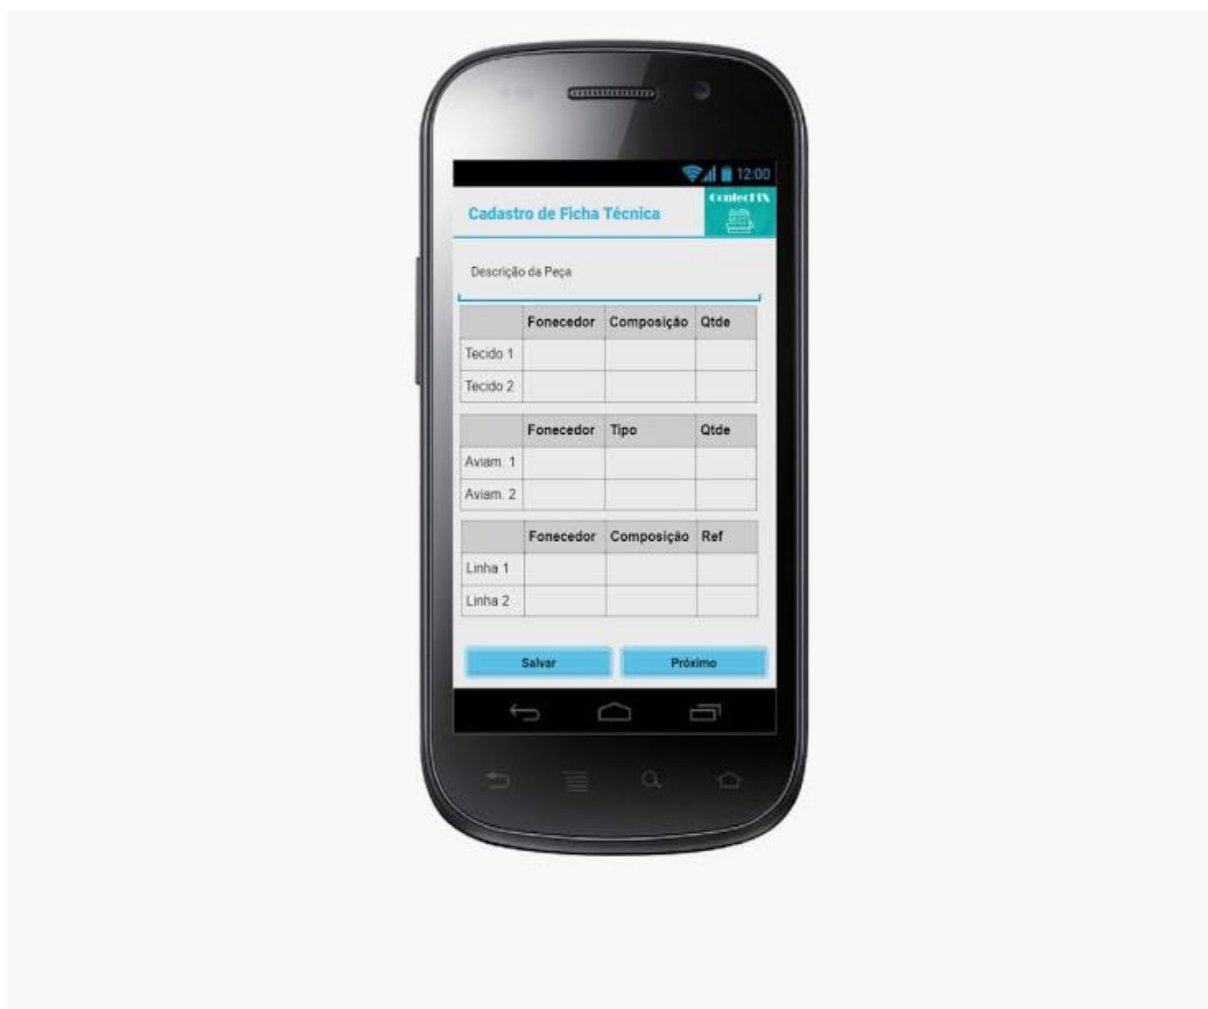 12:00
ConfecFIX
Cadastro de Ficha Técnica
Descrição da Peça
Fonecedor Composição Qtde
Tecido 1
Tecido 2
Fonecedor Tipo Qtde
Aviam. 1
Aviam. 2
Fonecedor Composição Ref
Linha 1
Linha 2
Salvar Próximo